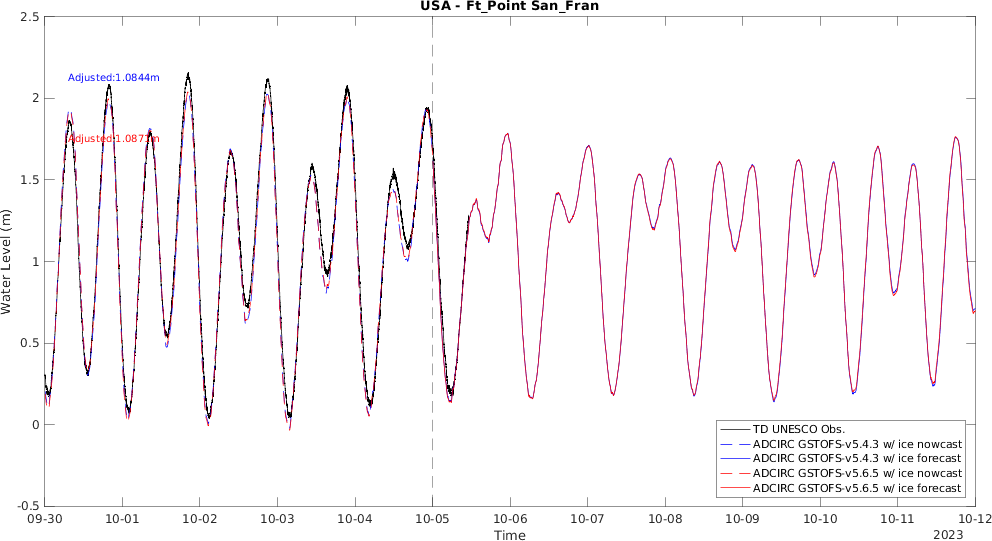 USA - Ft_Point San_Fran
2.5
2
1.5
1
0.5
0
-0.5
Water Level (m)
Adjusted:1.0844m
Adjusted:1.0877m
09-30 10-01 10-02 10-03 10-04 10-05 10-06 10-07 10-08 10-09 10-10 10-11 10-12
Time
2023
TD UNESCO Obs.
ADCIRC GSTOFS-v5.4.3 w/ ice nowcast
ADCIRC GSTOFS-v5.4.3 w/ ice forecast
ADCIRC GSTOFS-v5.6.5 w/ ice nowcast
ADCIRC GSTOFS-v5.6.5 w/ ice forecast